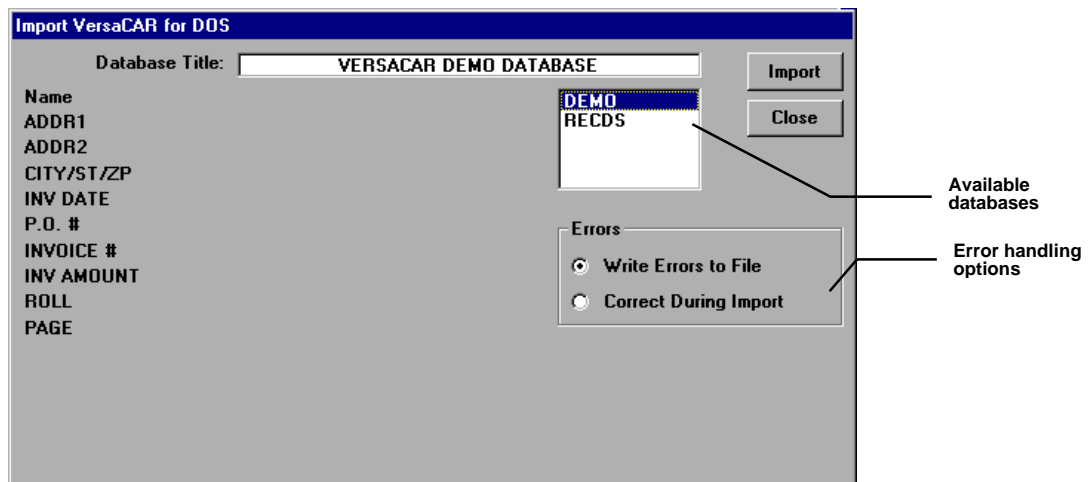 Import VersaCAR for DOS
Database Title: VERSACAR DEMO DATABASE
Import
Name
DEMO
ADDR1
RECDS
Close
ADDR2
CITY/ST/ZP
INV DATE
P.O. #
INVOICE #
INV AMOUNT
ROLL
PAGE
Errors
Write Errors to File
Correct During Import
Available
databases
Error handling
options